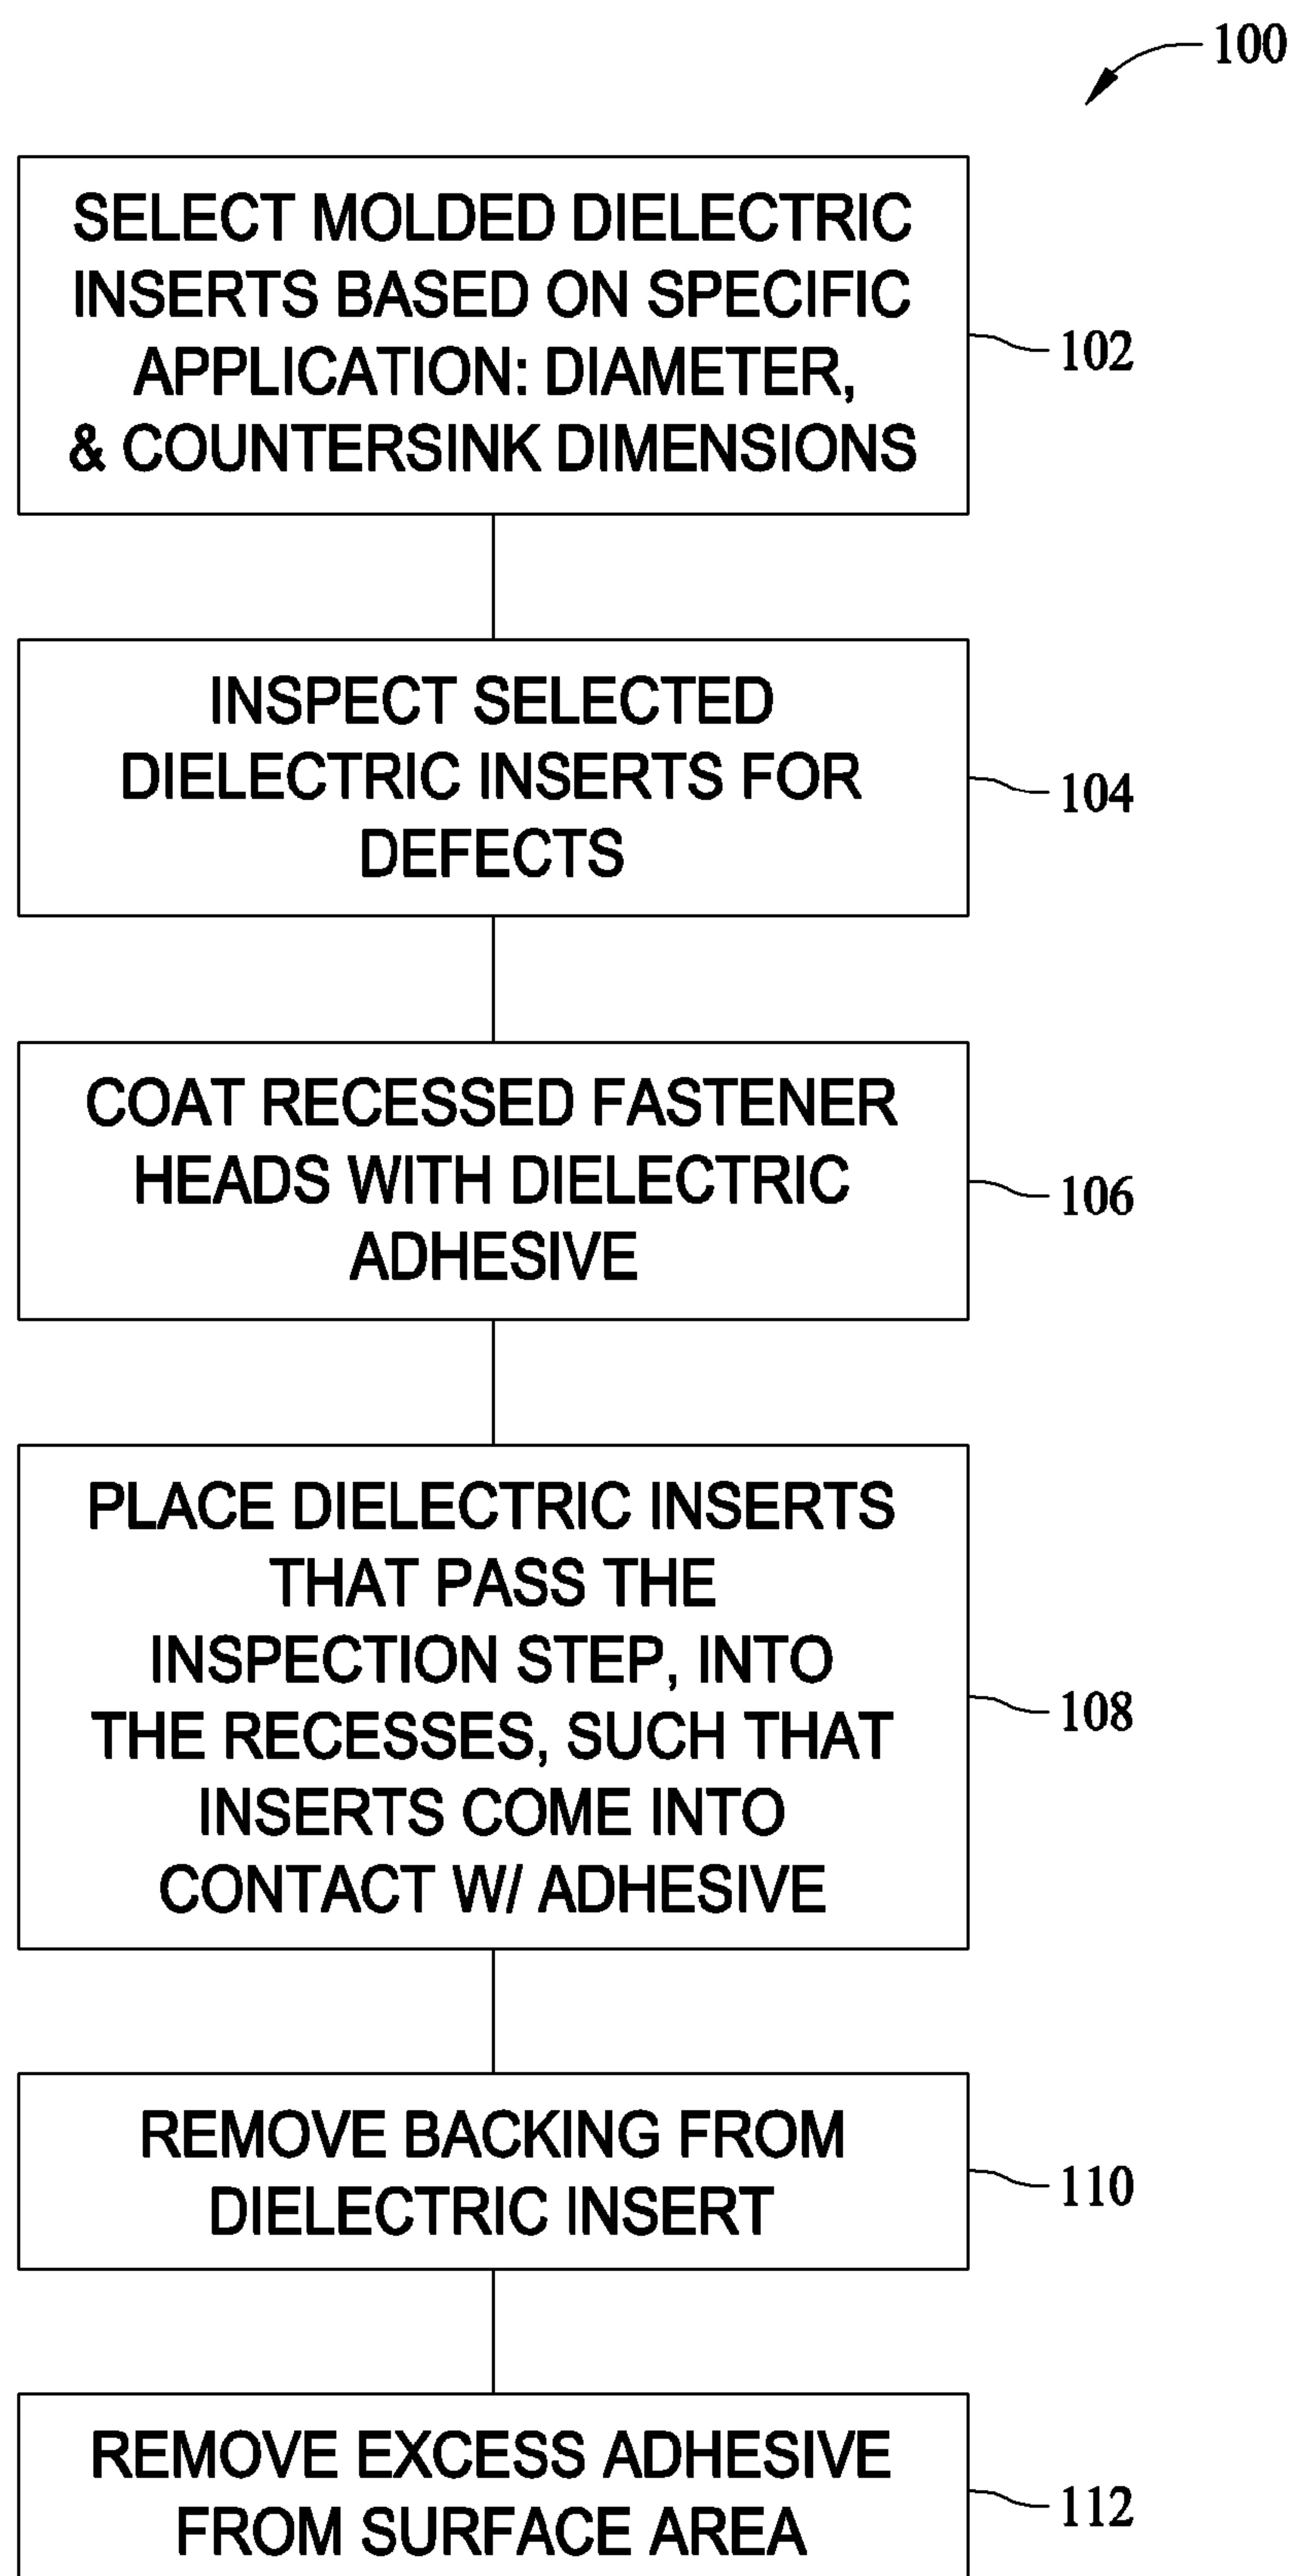 100
SELECT MOLDED DIELECTRIC
INSERTS BASED ON SPECIFIC
APPLICATION: DIAMETER,
& COUNTERSINK DIMENSIONS
102
INSPECT SELECTED
DIELECTRIC INSERTS FOR
DEFECTS
104
COAT RECESSED FASTENER
HEADS WITH DIELECTRIC
ADHESIVE
106
PLACE DIELECTRIC INSERTS
THAT PASS THE
INSPECTION STEP, INTO
THE RECESSES, SUCH THAT
INSERTS COME INTO
CONTACT W/ ADHESIVE
108
REMOVE BACKING FROM
DIELECTRIC INSERT
110
REMOVE EXCESS ADHESIVE
FROM SURFACE AREA
112